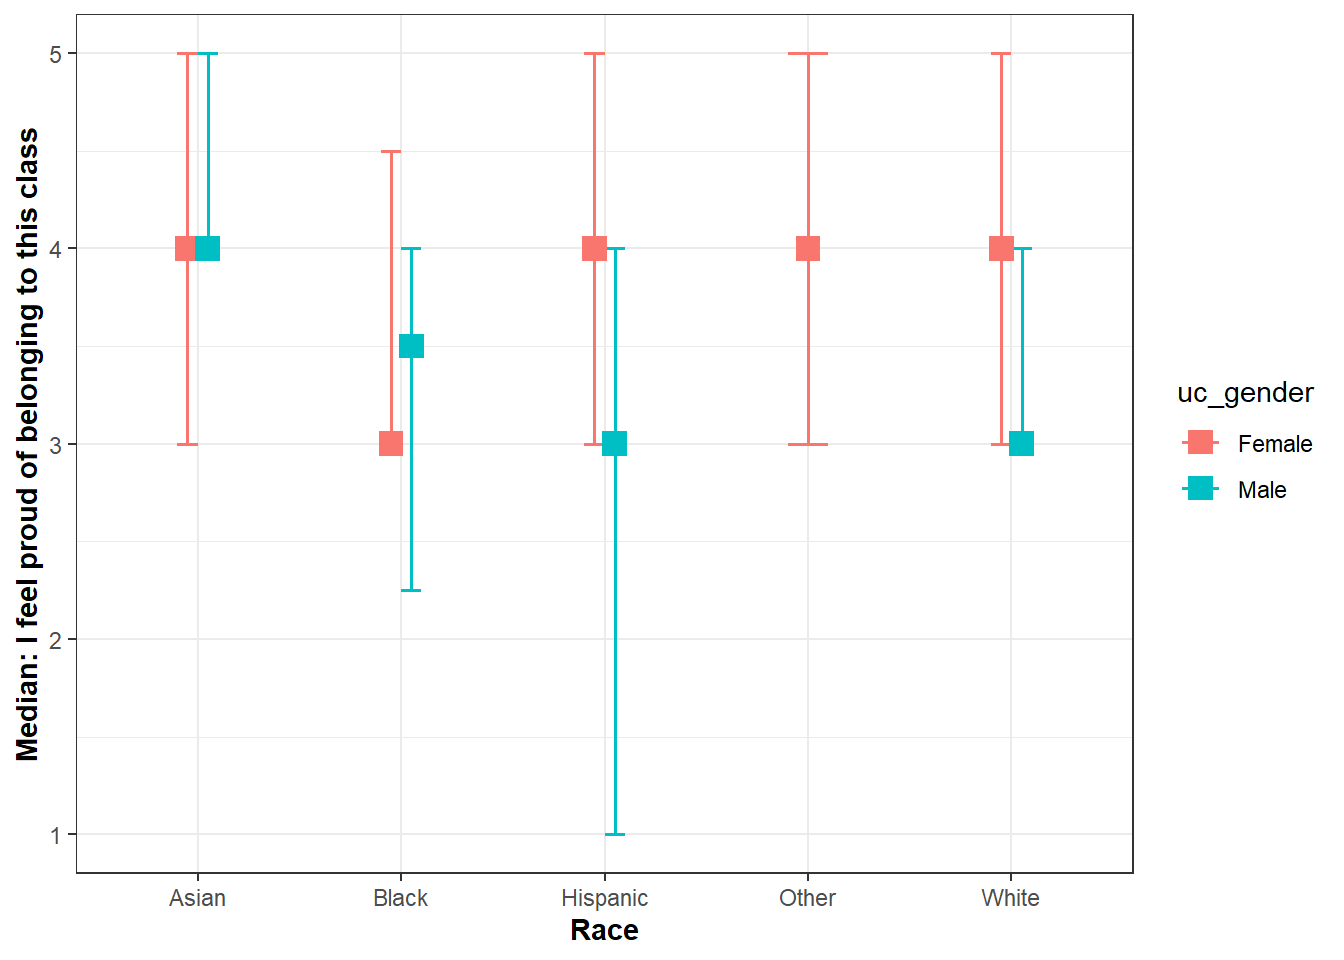 Median: I feel proud of belonging to this class
5
4
3
2
1
Asian
Black
Hispanic
Other
White
Race
uc_gender
Female
Male